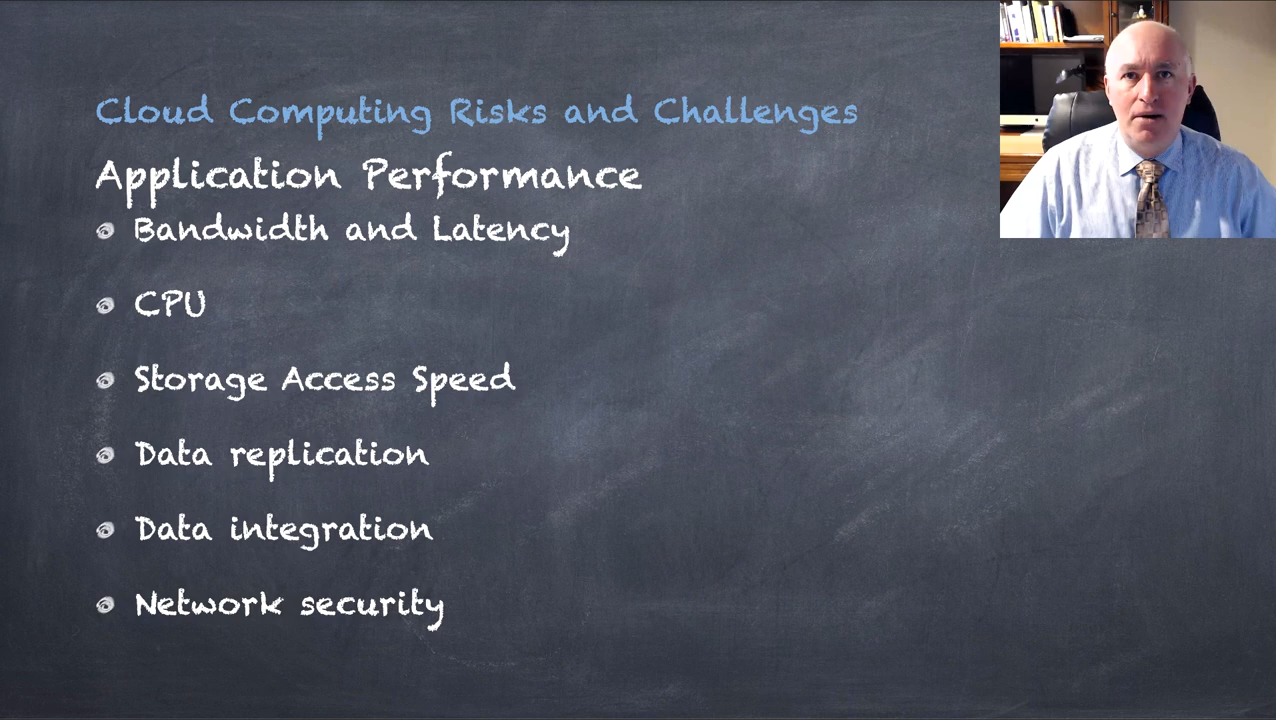 Cloud Computing Risks and Challenges
Application Performance
Bandwidth and Latency
CPU
Storage Access Speed
Data replication
Data integration
Network security